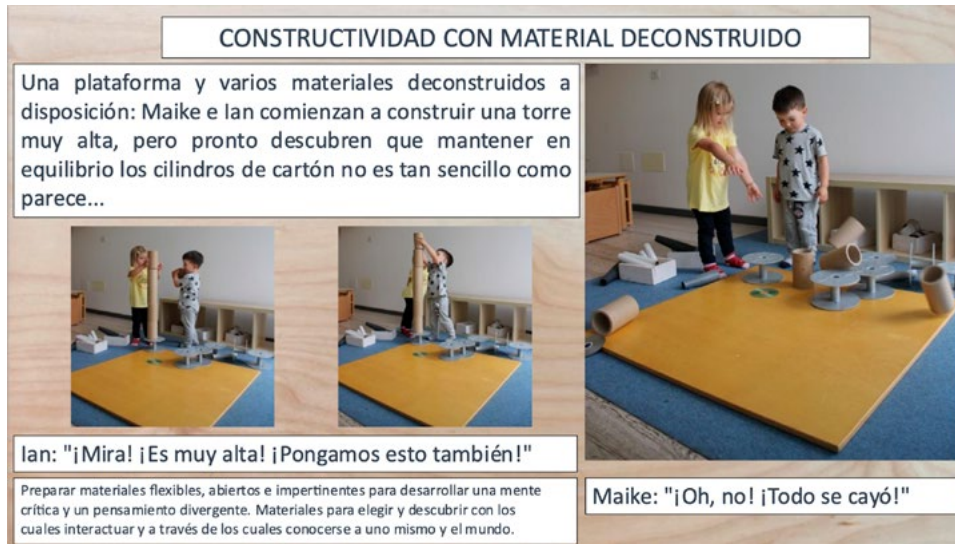 CONSTRUCTIVIDAD CON MATERIAL DECONSTRUIDO
Una plataforma y varios materiales deconstruidos a
disposición: Maike e Ian comienzan a construir una torre
muy alta, pero pronto descubren que mantener en
equilibrio los cilindros de cartón no es tan sencillo como
parece...
Ian: "¡Mira! ¡Es muy alta! ¡Pongamos esto también!"
Preparar materiales flexibles, abiertos e impertinentes para desarrollar una mente
crítica y un pensamiento divergente. Materiales para elegir y descubrir con los
cuales interactuar y a través de los cuales conocerse a uno mismo y el mundo.
Maike: "¡Oh, no! ¡Todo se cayó!"